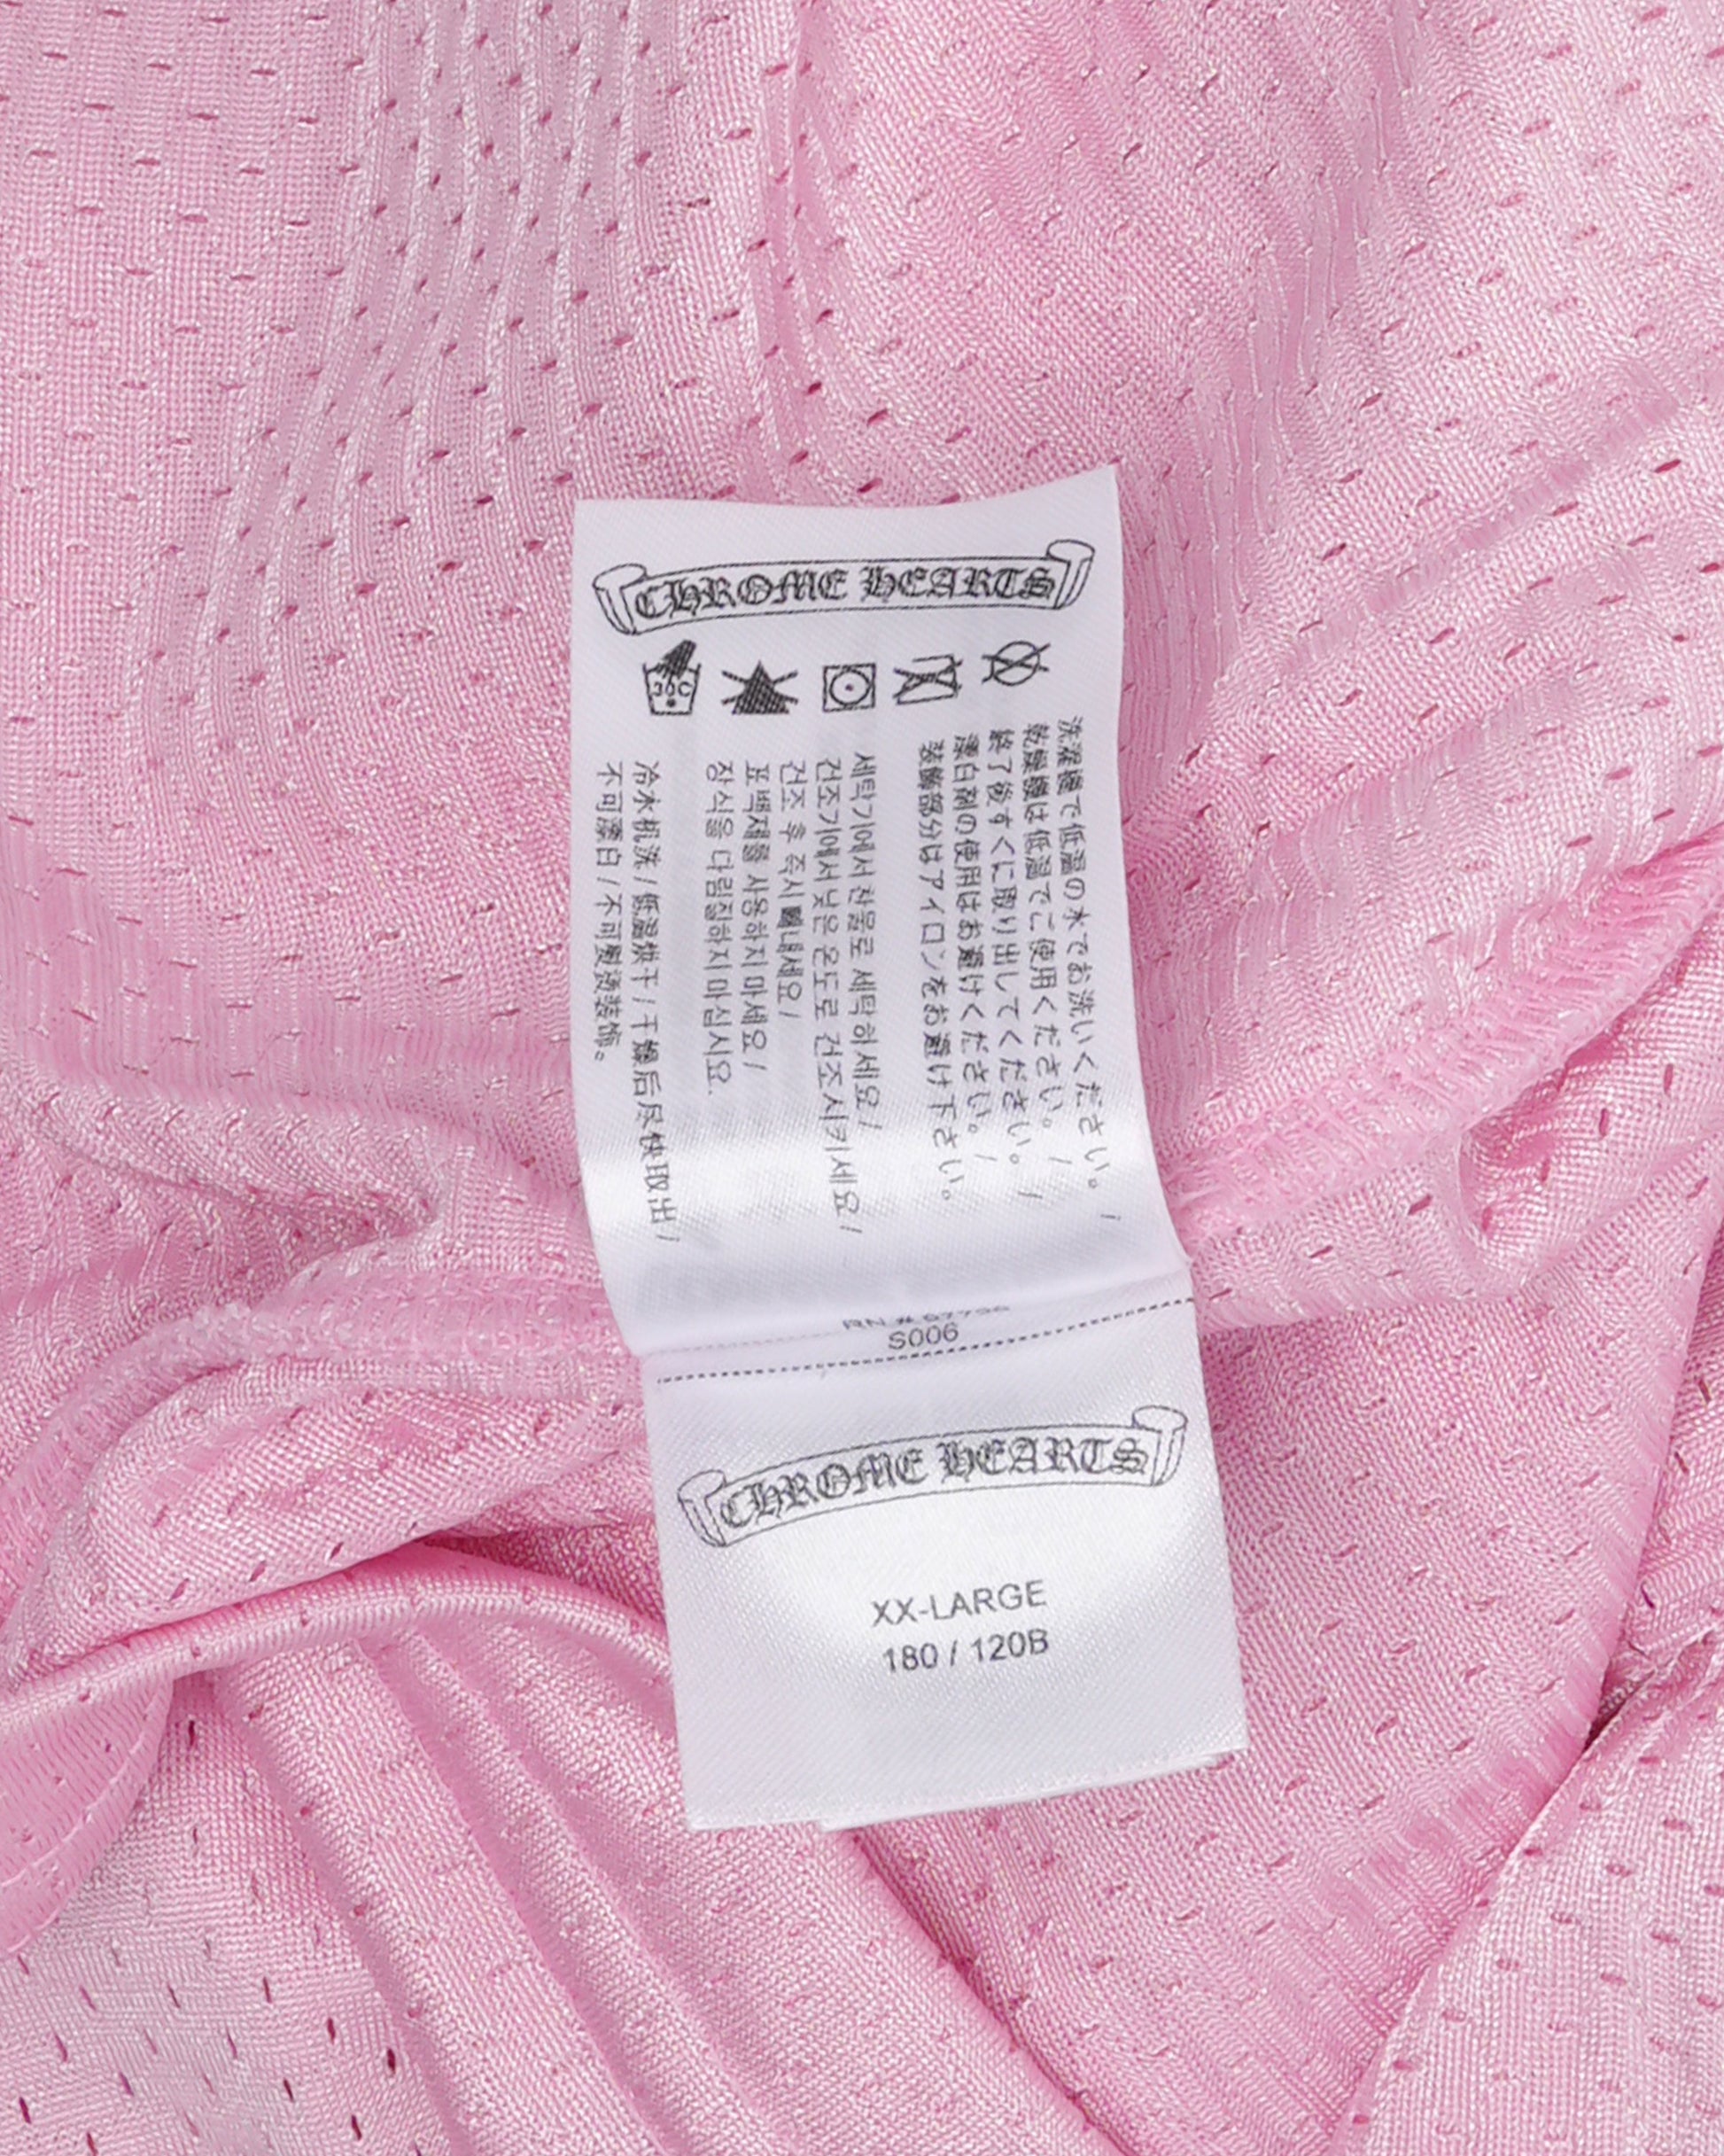 CHROME HEARTS
30C
洗濯機で低温の水でお洗いください。 /
乾燥機は低温でご使用ください。 /
終了後すぐに取り出してください。 /
漂白剤の使用はお避けください。 /
装飾部分はアイロンをお避け下さい。
세탁기에서 찬물로 세탁하세요 /
건조기에서 낮은 온도로 건조시키세요 /
건조 후 즉시 빼내세요 /
표백제를 사용하지 마세요 /
장식을 다림질하지 마십시요.
冷水机洗 / 低溫烘干 / 干燥后尽快取出 /
不可漂白 / 不可熨烫装饰。
RN #
S006
CHROME HEARTS
XX-LARGE
180 / 120B